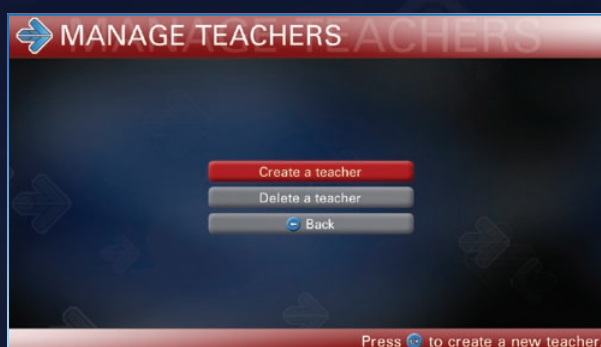 MANAGE TEACHERS
Create a teacher
Delete a teacher
Back
Press to create a new teacher